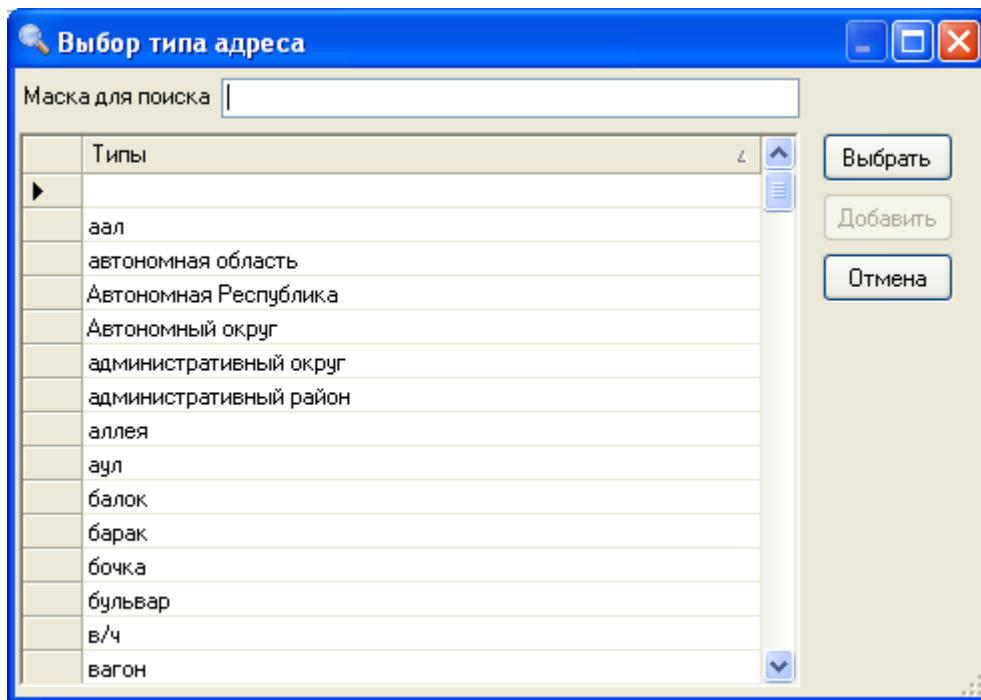 Выбор типа адреса
Маска для поиска
Типы
Выбрать
аал
Добавить
автономная область
Отмена
Автономная Республика
Автономный округ
административный округ
административный район
аллея
аул
балок
барак
бочка
бульвар
в/ч
вагон